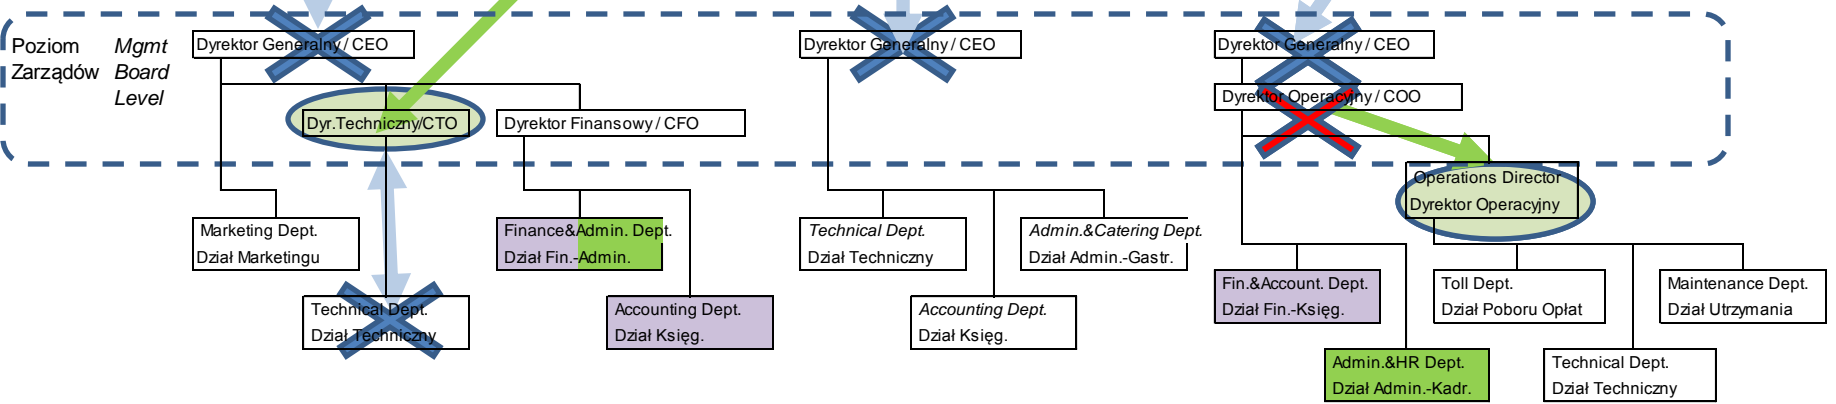 Poziom
Zarządów
Mgmt
Board
Level
Dyrektor Generalny / CEO
Dyr.Techniczny/CTO
Dyrektor Finansowy / CFO
Marketing Dept.
Dział Marketingu
Technical Dept.
Dział Techniczny
Finance&Admin. Dept.
Dział Fin.-Admin.
Accounting Dept.
Dział Księg.
Dyrektor Generalny / CEO
Technical Dept.
Dział Techniczny
Accounting Dept.
Dział Księg.
Admin.&Catering Dept.
Dział Admin.-Gastr.
Dyrektor Generalny / CEO
Dyrektor Operacyjny / COO
Operations Director
Dyrektor Operacyjny
Fin.&Account. Dept.
Dział Fin.-Księg.
Admin.&HR Dept.
Dział Admin.-Kadr.
Toll Dept.
Dział Poboru Opłat
Technical Dept.
Dział Techniczny
Maintenance Dept.
Dział Utrzymania